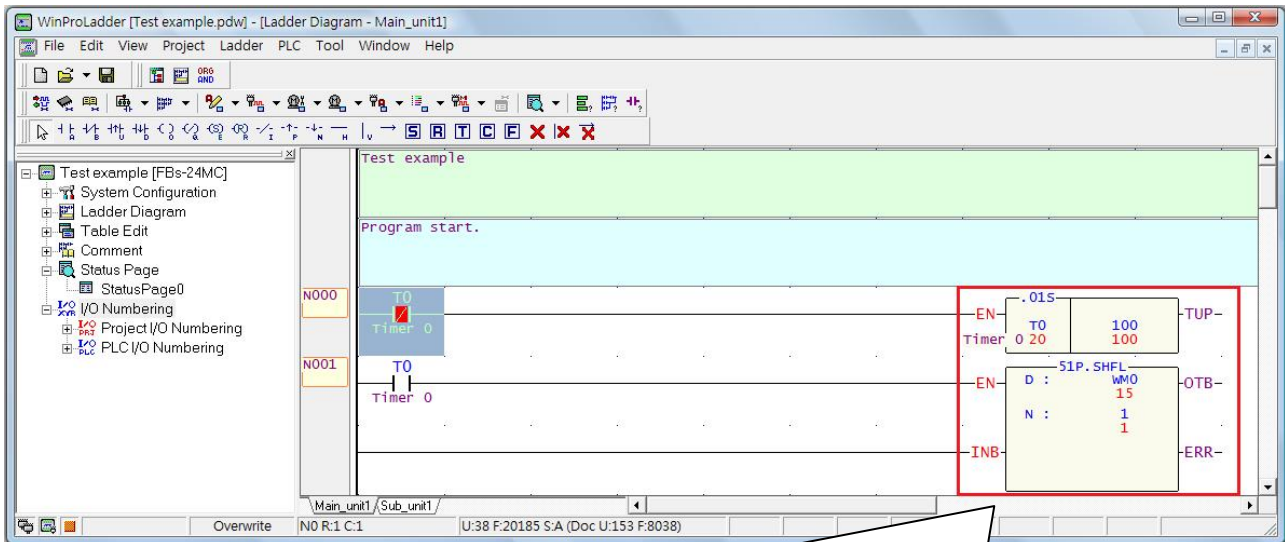 WinProLadder [Test example.pdw] - [Ladder Diagram - Main_unit1]
File Edit View Project Ladder PLC Tool Window Help
ORG
AND
S R T C F
Test example [FBs-24MC]
System Configuration
Ladder Diagram
Table Edit
Comment
Status Page
StatusPage0
I/O Numbering
Project I/O Numbering
PLC I/O Numbering
Test example
Program start.
N000
T0
Timer 0
.01S
EN
TUP
T0 100
Timer 0 20 100
N001
T0
Timer 0
51P.SHFL
EN
D : WM0
15
OTB
N : 1
1
INB
ERR
Main_unit1 Sub_unit1
Overwrite N0 R:1 C:1 U:38 F:20185 S:A (Doc U:153 F:8038)